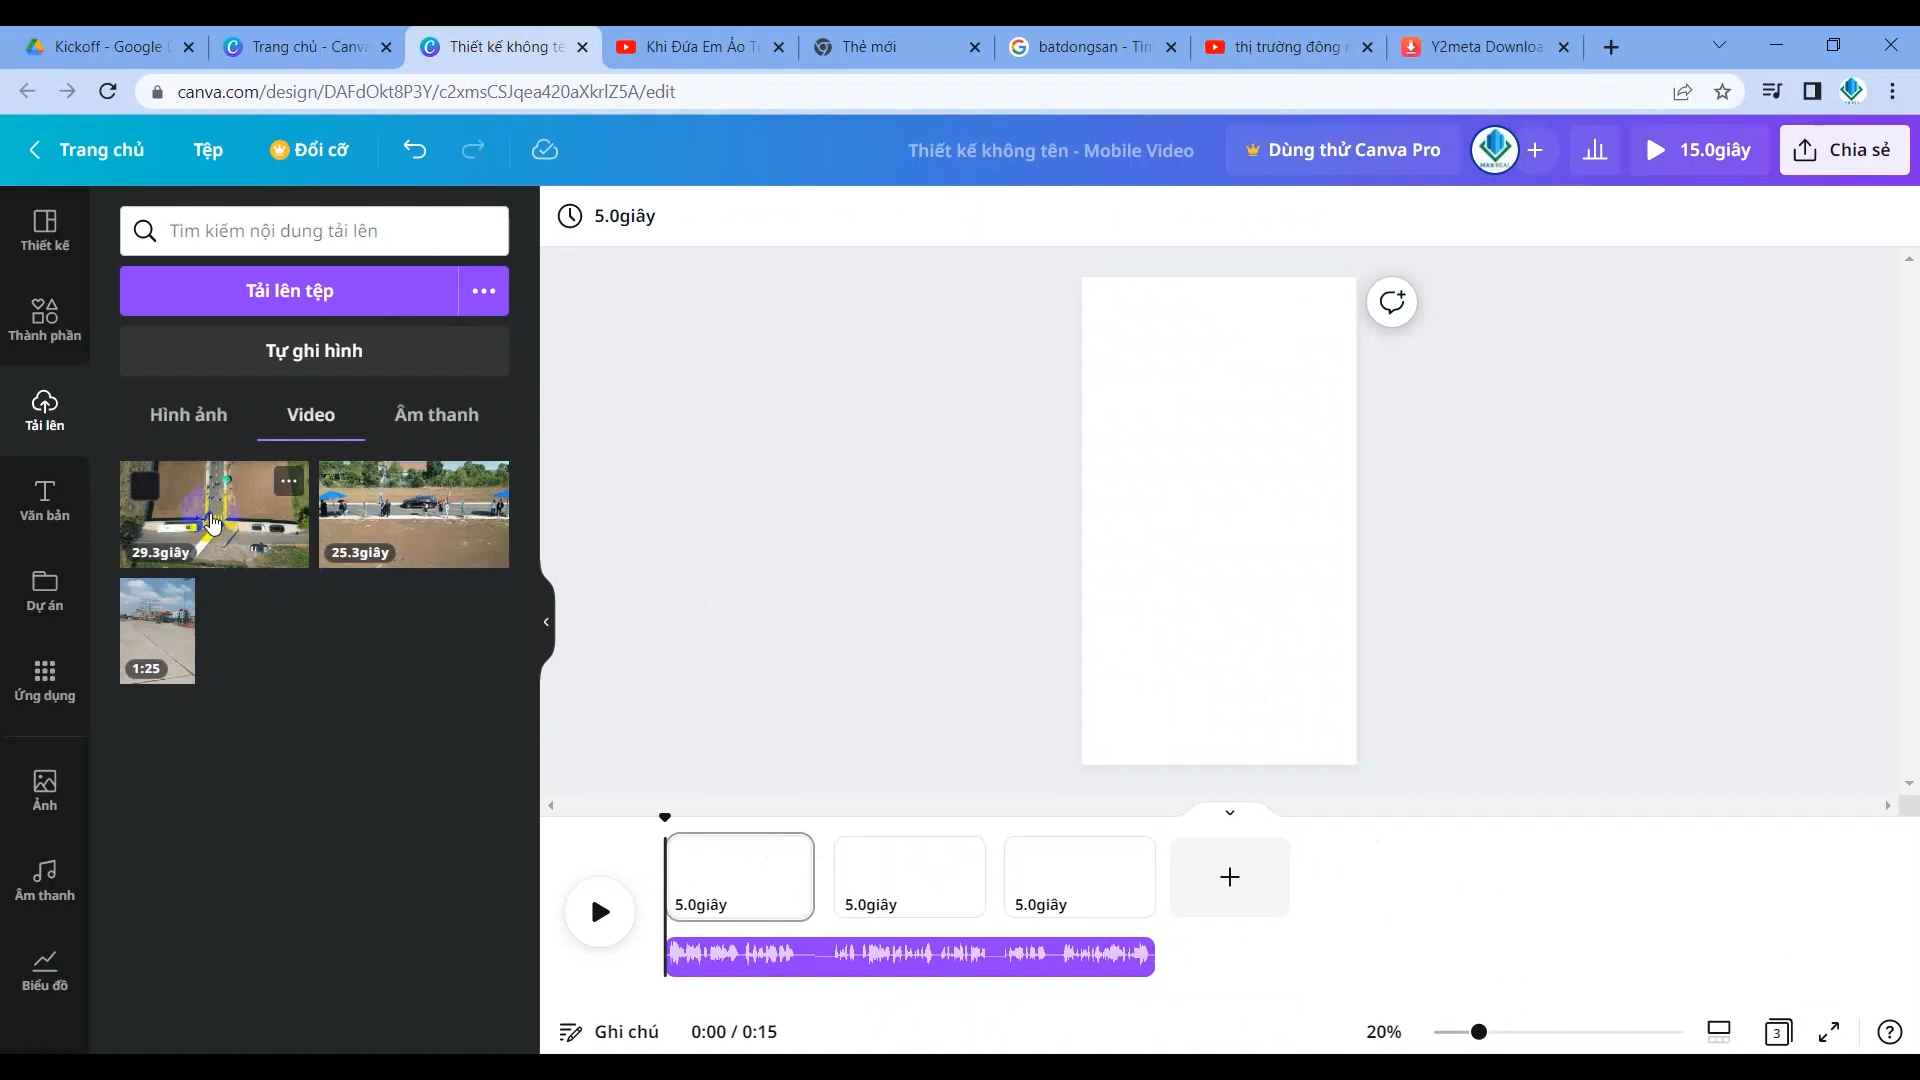 Kickoff - Google
Trang chủ - Canva
Thiết kế không tê
Khi Đứa Em Ảo T
Thẻ mới
batdongsan - Tìm
thị trường đông
Y2meta Downloa
canva.com/design/DAFdOkt8P3Y/c2xmsCSJqea420aXkrlZ5A/edit
Trang chủ
Tệp
Đổi cỡ
Thiết kế không tên - Mobile Video
Dùng thử Canva Pro
15.0giây
Chia sẻ
Thiết kế
Thành phần
Tải lên
Văn bản
Dự án
Ứng dụng
Ảnh
Âm thanh
Biểu đồ
Tìm kiếm nội dung tải lên
Tải lên tệp
Tự ghi hình
Hình ảnh
Video
Âm thanh
29.3giây
25.3giây
1:25
5.0giây
5.0giây
5.0giây
5.0giây
Ghi chú
0:00 / 0:15
20%
3